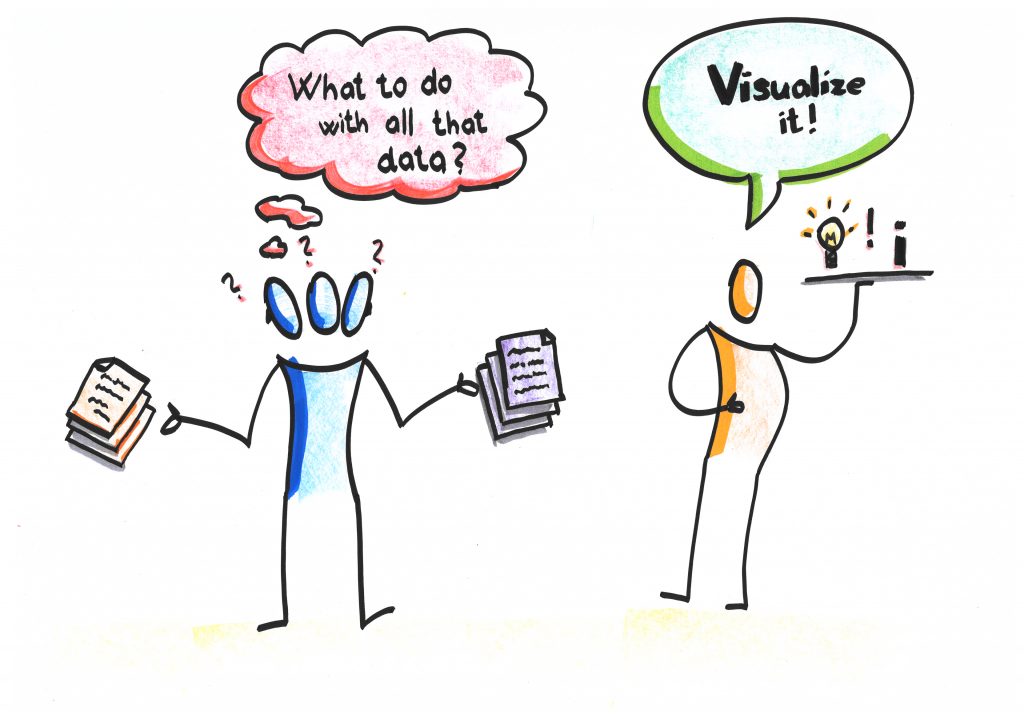 What to do
with all that
data?
Visualize
it!
?
?
?
! i